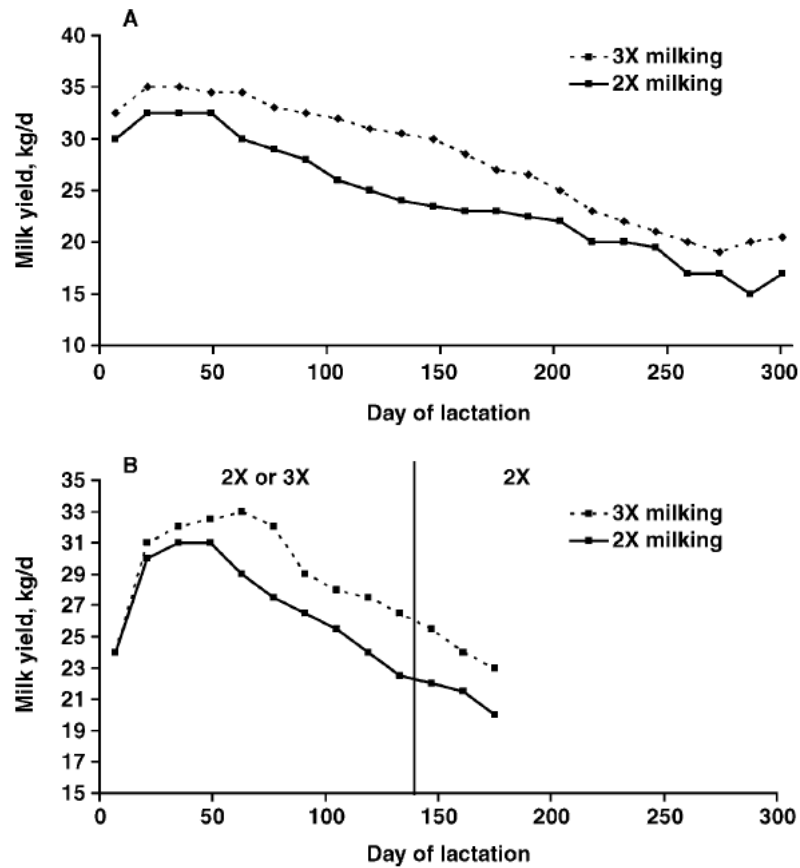 A
40
35
30
25
20
15
10
Milk yield, kg/d
3X milking
2X milking
0 50 100 150 200 250 300
Day of lactation
B
2X or 3X
2X
35
33
31
29
27
25
23
21
19
17
15
Milk yield, kg/d
3X milking
2X milking
0 50 100 150 200 250 300
Day of lactation